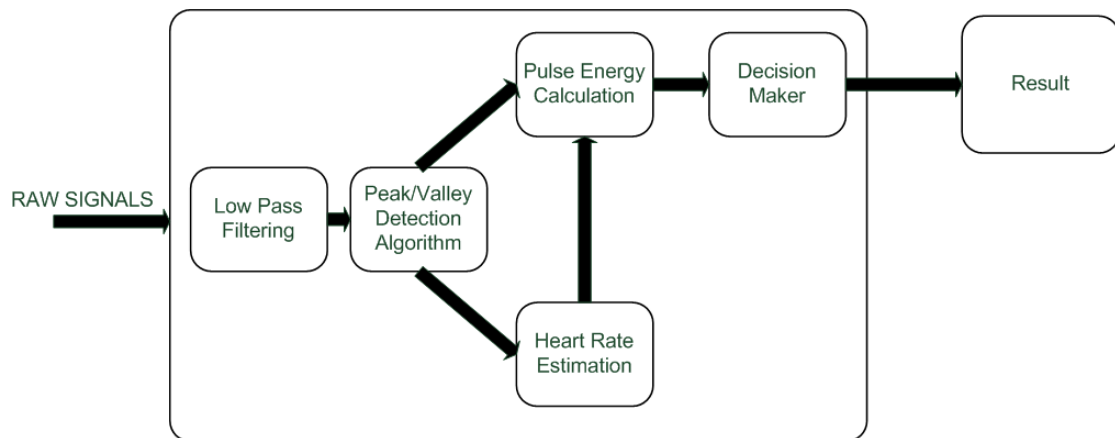 RAW SIGNALS
Low Pass
Filtering
Peak/Valley
Detection
Algorithm
Pulse Energy
Calculation
Heart Rate
Estimation
Decision
Maker
Result